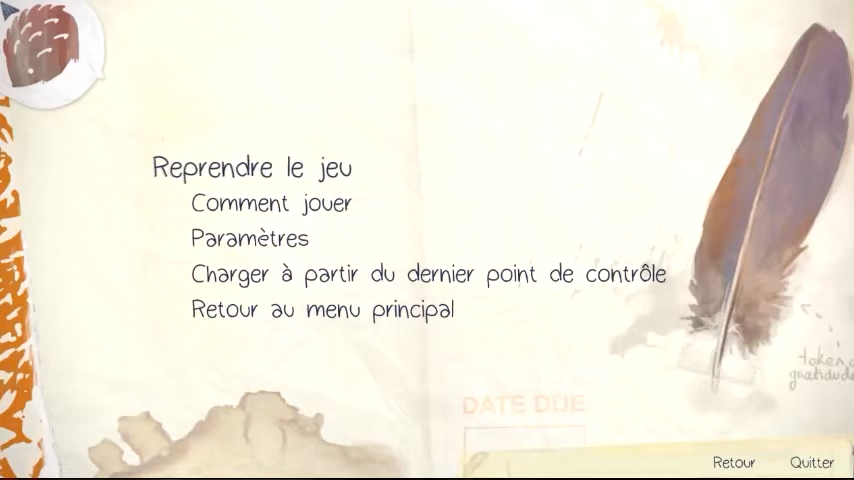 Reprendre le jeu
Comment jouer
Paramètres
Charger à partir du dernier point de contrôle
Retour au menu principal
token
DATE DUE
Retour Quitter